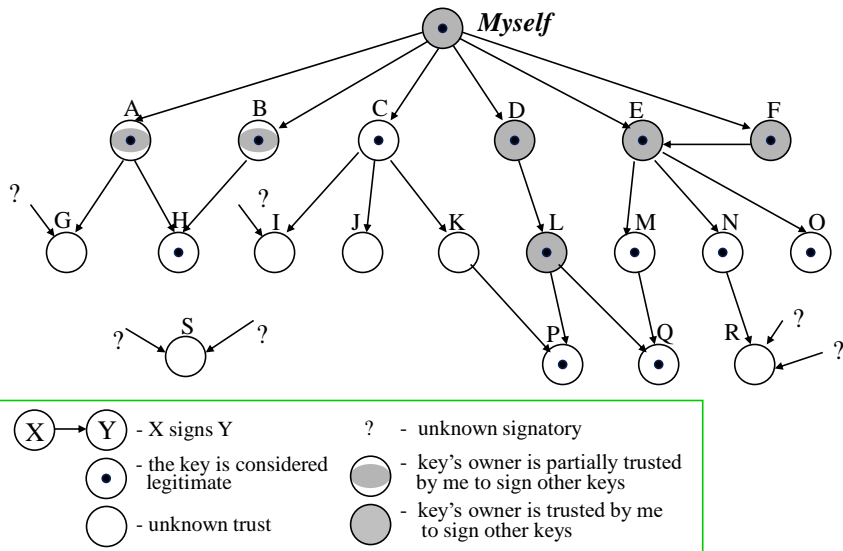 Myself
A
B
C
D
E
F
?
?
G
H
I
J
K
L
M
N
O
S
?
?
P
Q
R
?
?
X
Y
- X signs Y
- the key is considered
legitimate
- unknown trust
? - unknown signatory
- key's owner is partially trusted
by me to sign other keys
- key's owner is trusted by me
to sign other keys